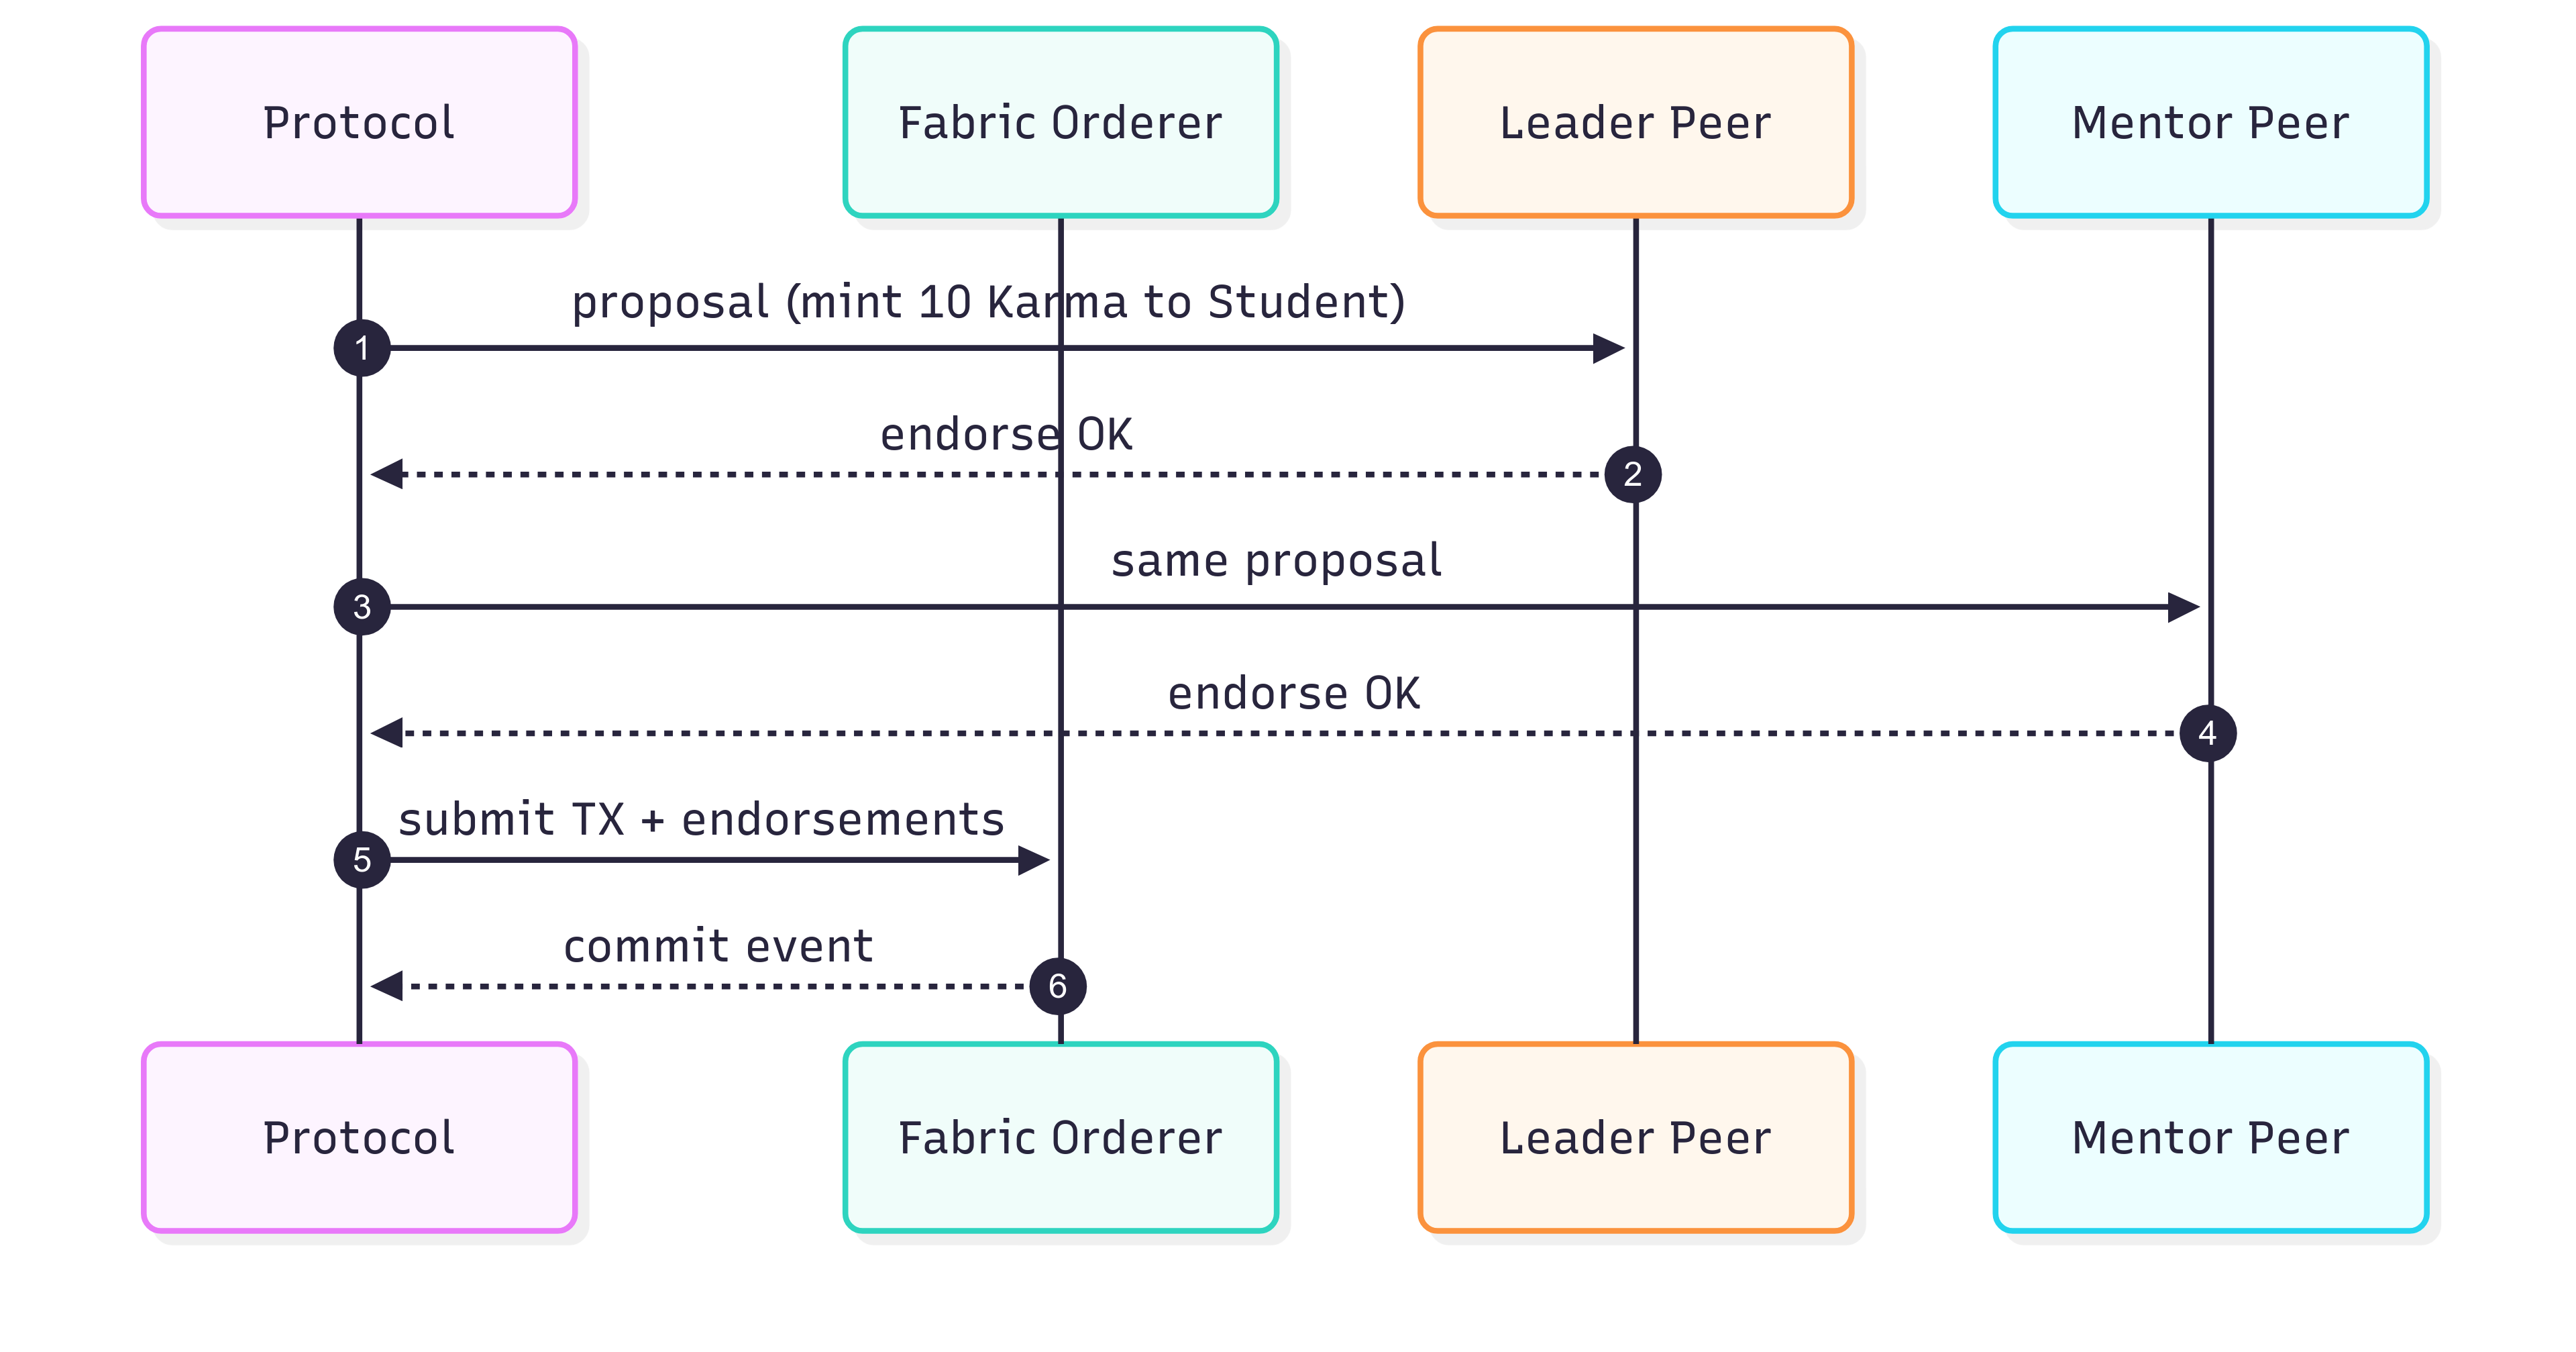 Protocol
Fabric Orderer
Leader Peer
Mentor Peer
proposal (mint 10 Karma to Student)
1
endorse OK
2
same proposal
3
endorse OK
4
submit TX + endorsements
5
commit event
6
Protocol
Fabric Orderer
Leader Peer
Mentor Peer